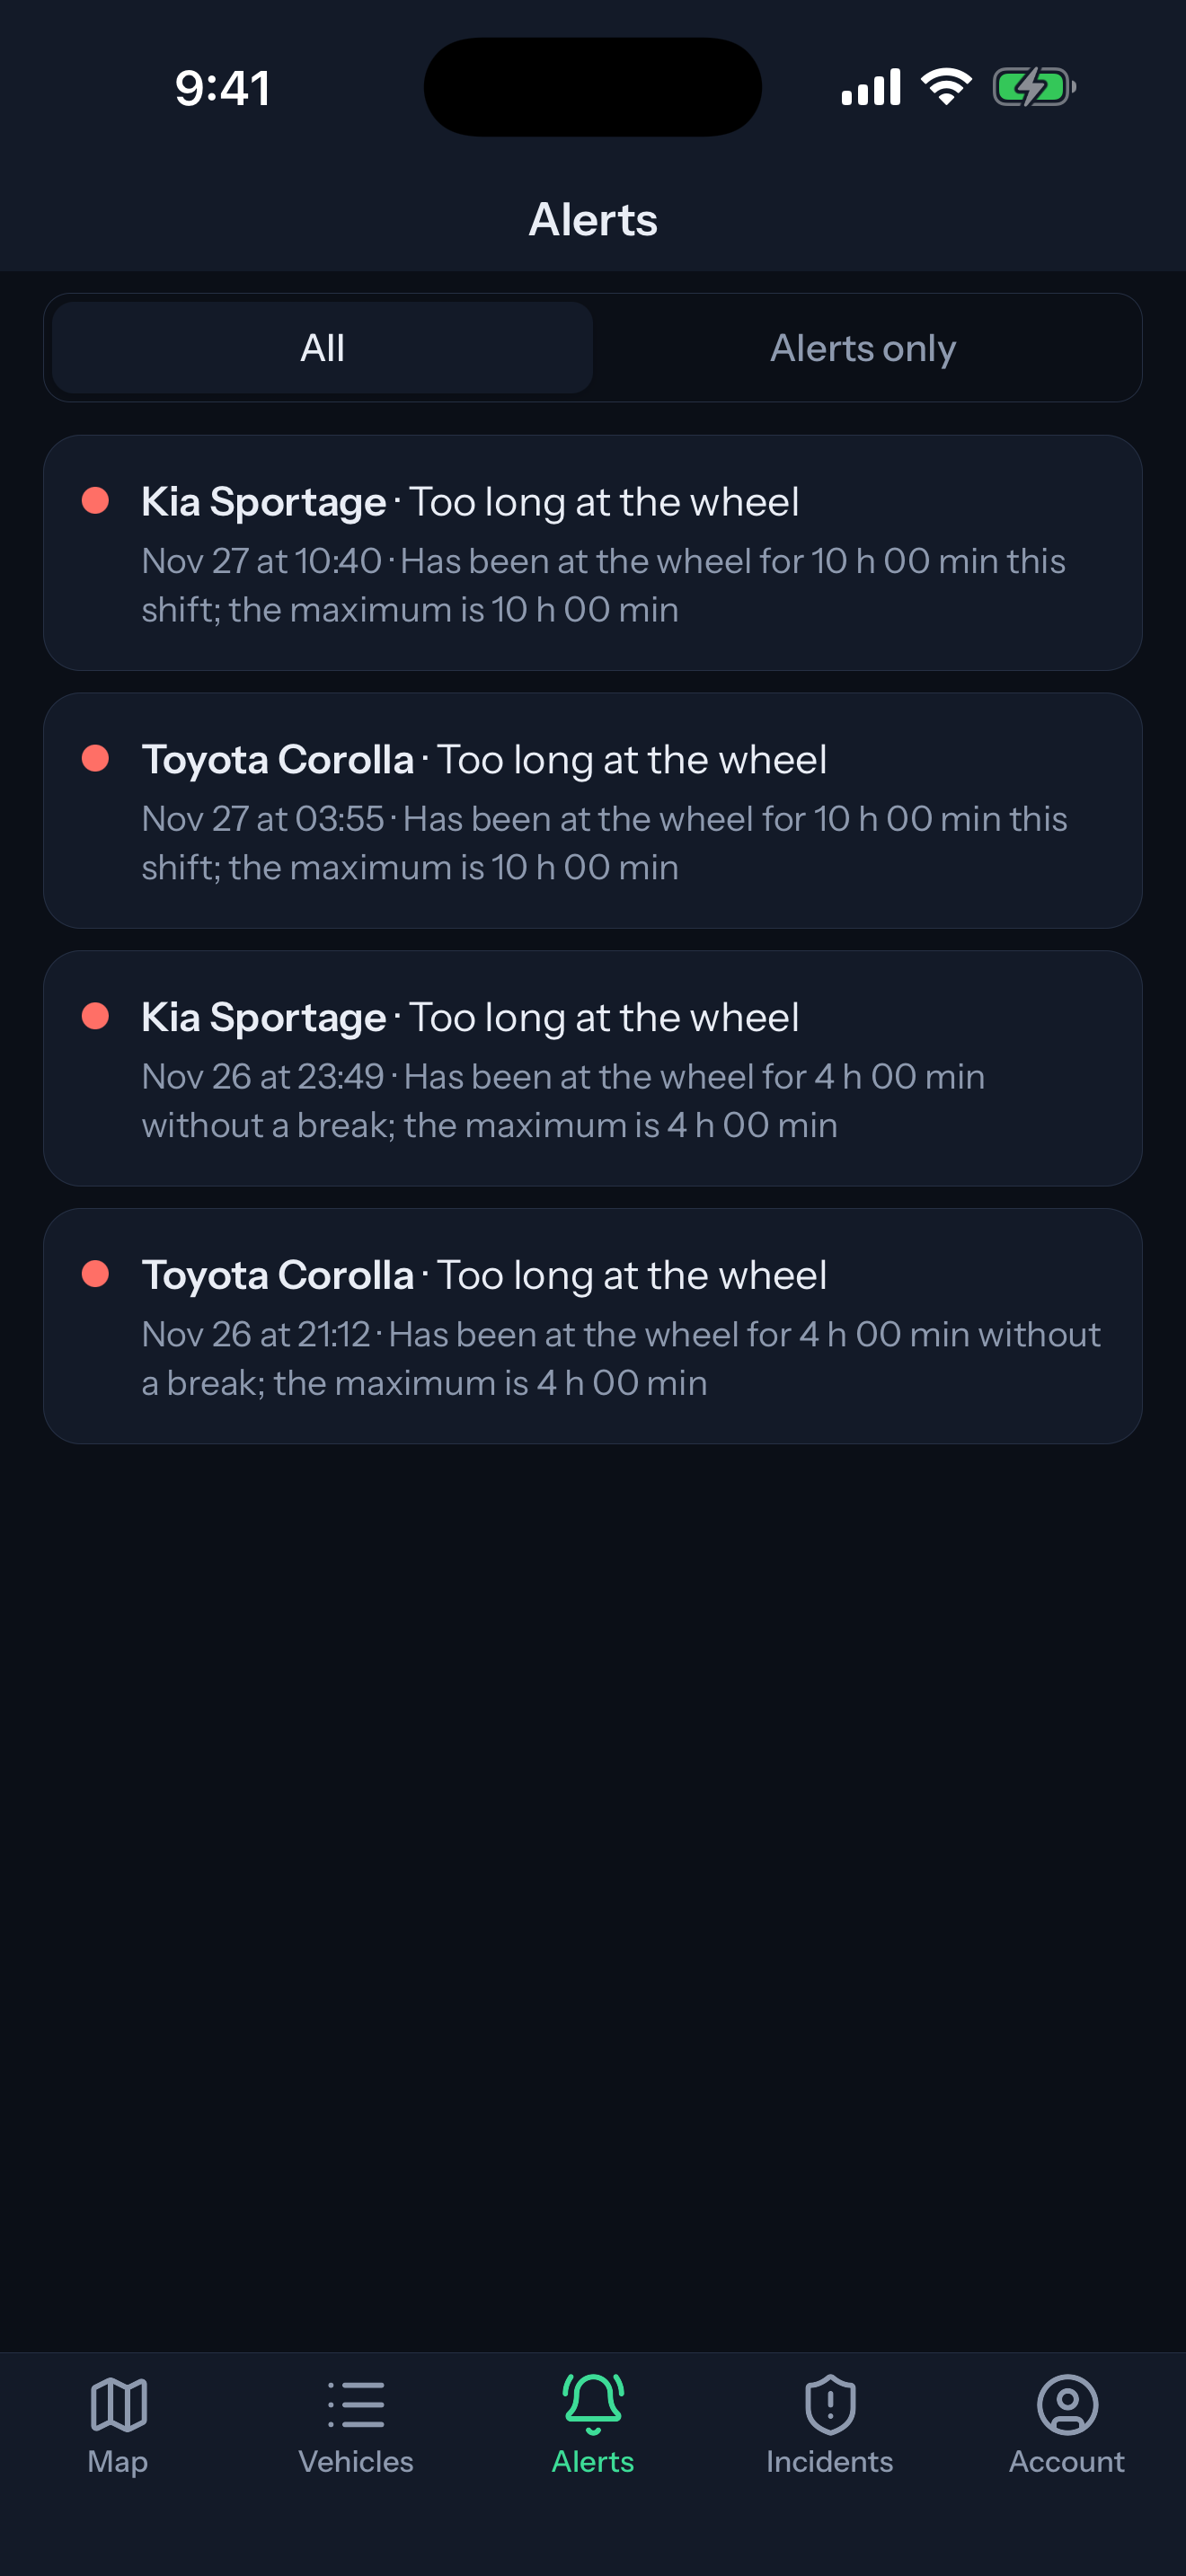 9:41
Alerts
All
Alerts only
Kia Sportage · Too long at the wheel
Nov 27 at 10:40 · Has been at the wheel for 10 h 00 min this
shift; the maximum is 10 h 00 min
Toyota Corolla · Too long at the wheel
Nov 27 at 03:55 · Has been at the wheel for 10 h 00 min this
shift; the maximum is 10 h 00 min
Kia Sportage · Too long at the wheel
Nov 26 at 23:49 · Has been at the wheel for 4 h 00 min
without a break; the maximum is 4 h 00 min
Toyota Corolla · Too long at the wheel
Nov 26 at 21:12 · Has been at the wheel for 4 h 00 min without
a break; the maximum is 4 h 00 min
Map
Vehicles
Alerts
Incidents
Account